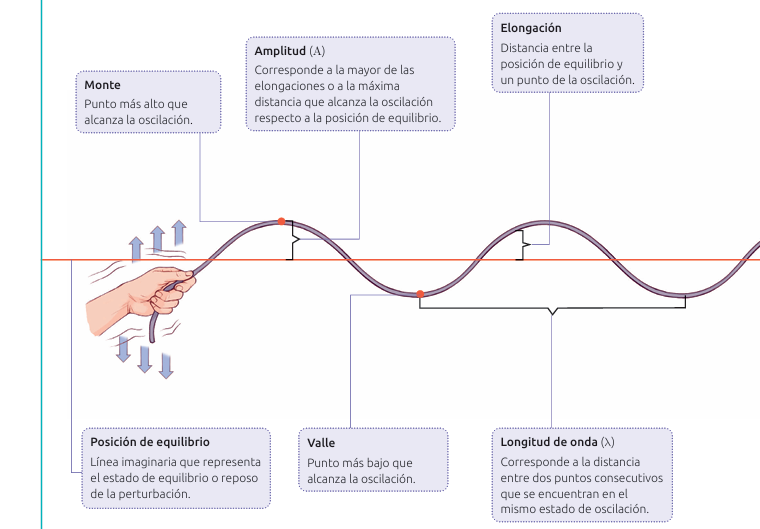 Monte
Punto más alto que
alcanza la oscilación.
Amplitud (A)
Corresponde a la mayor de las
elongaciones o a la máxima
distancia que alcanza la oscilación
respecto a la posición de equilibrio.
Elongación
Distancia entre la
posición de equilibrio y
un punto de la oscilación.
Posición de equilibrio
Línea imaginaria que representa
el estado de equilibrio o reposo
de la perturbación.
Valle
Punto más bajo que
alcanza la oscilación.
Longitud de onda (λ)
Corresponde a la distancia
entre dos puntos consecutivos
que se encuentran en el
mismo estado de oscilación.